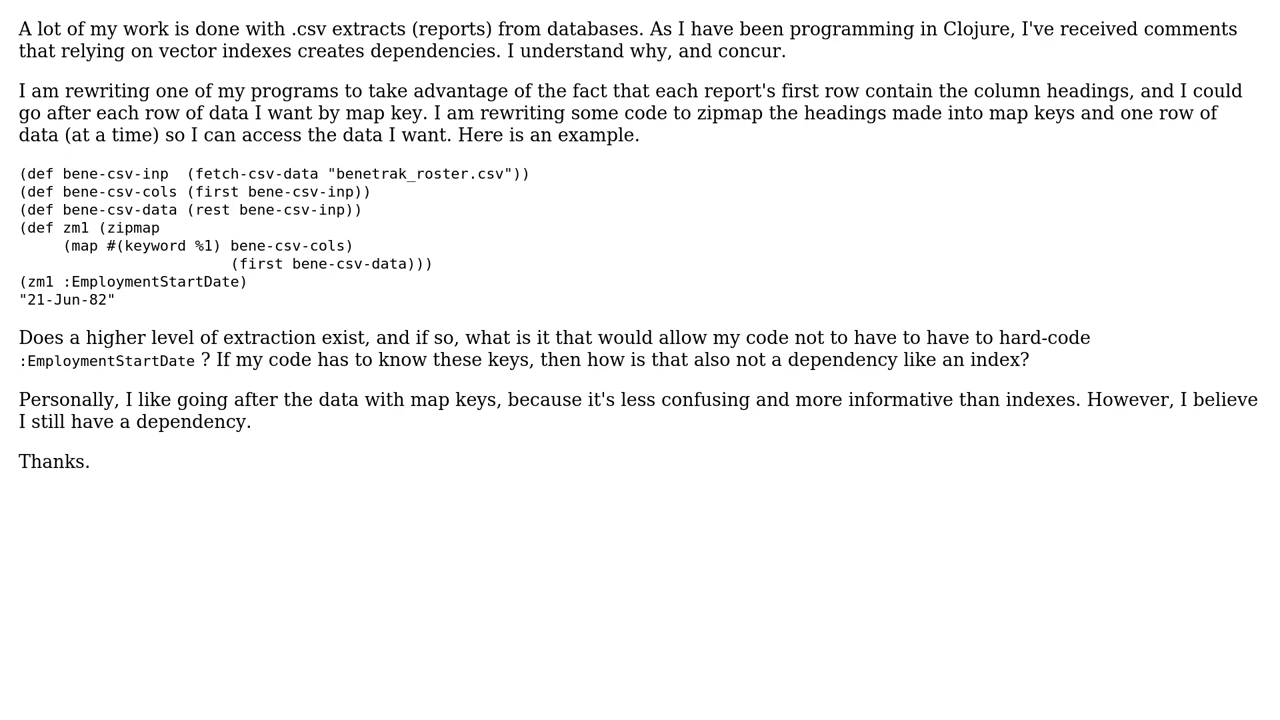 A lot of my work is done with .csv extracts (reports) from databases. As I have been programming in Clojure, I've received comments
that relying on vector indexes creates dependencies. I understand why, and concur.
I am rewriting one of my programs to take advantage of the fact that each report's first row contain the column headings, and I could
go after each row of data I want by map key. I am rewriting some code to zipmap the headings made into map keys and one row of
data (at a time) so I can access the data I want. Here is an example.
(def bene-csv-inp  (fetch-csv-data "benetrak_roster.csv"))
(def bene-csv-cols (first bene-csv-inp))
(def bene-csv-data (rest bene-csv-inp))
(def zm1 (zipmap
     (map #(keyword %1) bene-csv-cols)
                        (first bene-csv-data)))
(zm1 :EmploymentStartDate)
"21-Jun-82"
Does a higher level of extraction exist, and if so, what is it that would allow my code not to have to have to hard-code
:EmploymentStartDate ? If my code has to know these keys, then how is that also not a dependency like an index?
Personally, I like going after the data with map keys, because it's less confusing and more informative than indexes. However, I believe
I still have a dependency.
Thanks.